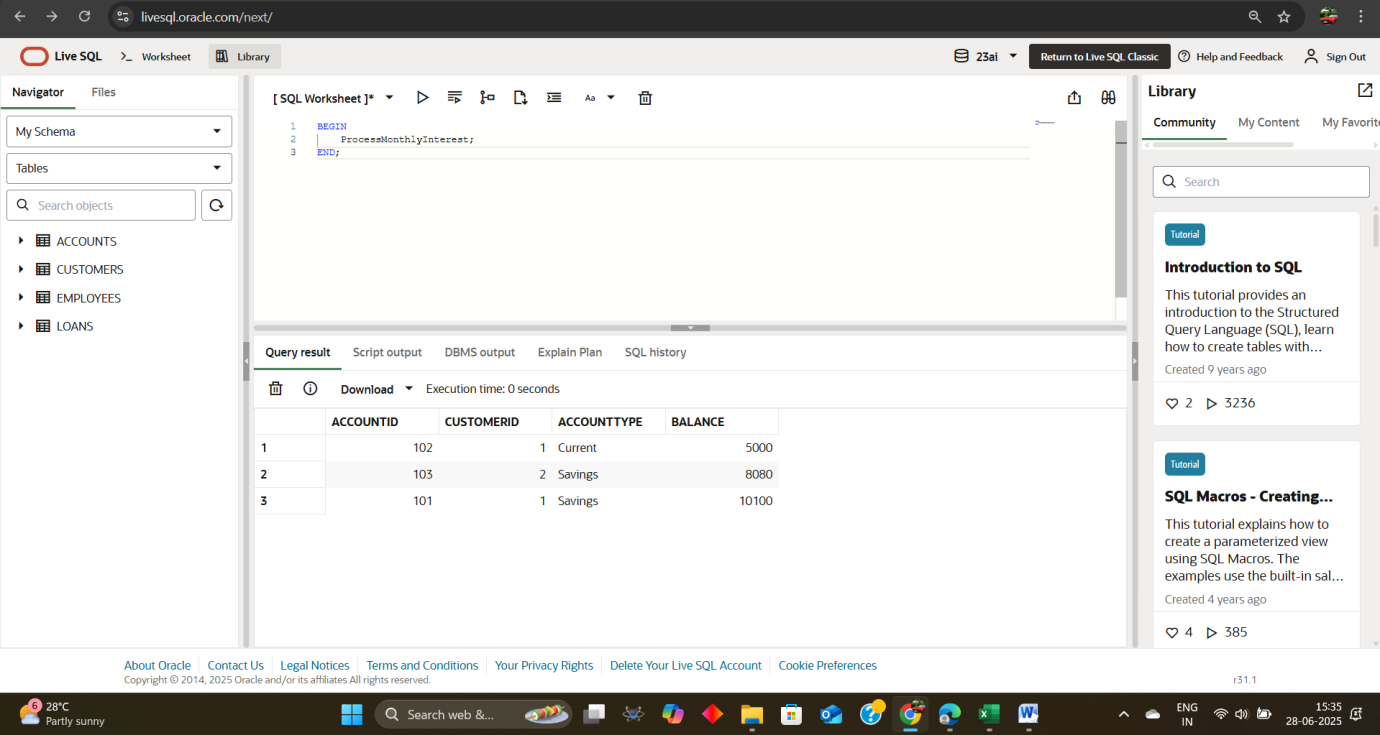 livesql.oracle.com/next/
Live SQL
Worksheet
Library
23ai
Return to Live SQL Classic
Help and Feedback
Sign Out
Navigator
Files
My Schema
Tables
Search objects
ACCOUNTS
CUSTOMERS
EMPLOYEES
LOANS
[ SQL Worksheet ]*
Aa
1 BEGIN
2 ProcessMonthlyInterest;
3 END;
Query result
Script output
DBMS output
Explain Plan
SQL history
Download
Execution time: 0 seconds
ACCOUNTID CUSTOMERID ACCOUNTTYPE BALANCE
1 102 1 Current 5000
2 103 2 Savings 8080
3 101 1 Savings 10100
Library
Community
My Content
My Favorit
Search
Tutorial
Introduction to SQL
This tutorial provides an
introduction to the Structured
Query Language (SQL), learn
how to create tables with...
Created 9 years ago
2 3236
Tutorial
SQL Macros - Creating...
This tutorial explains how to
create a parameterized view
using SQL Macros. The
examples use the built-in sal...
Created 4 years ago
4 385
About Oracle
Contact Us
Legal Notices
Terms and Conditions
Your Privacy Rights
Delete Your Live SQL Account
Cookie Preferences
Copyright © 2014, 2025 Oracle and/or its affiliates All rights reserved.
r31.1
6
28°C
Partly sunny
Search web &...
ENG
IN
15:35
28-06-2025